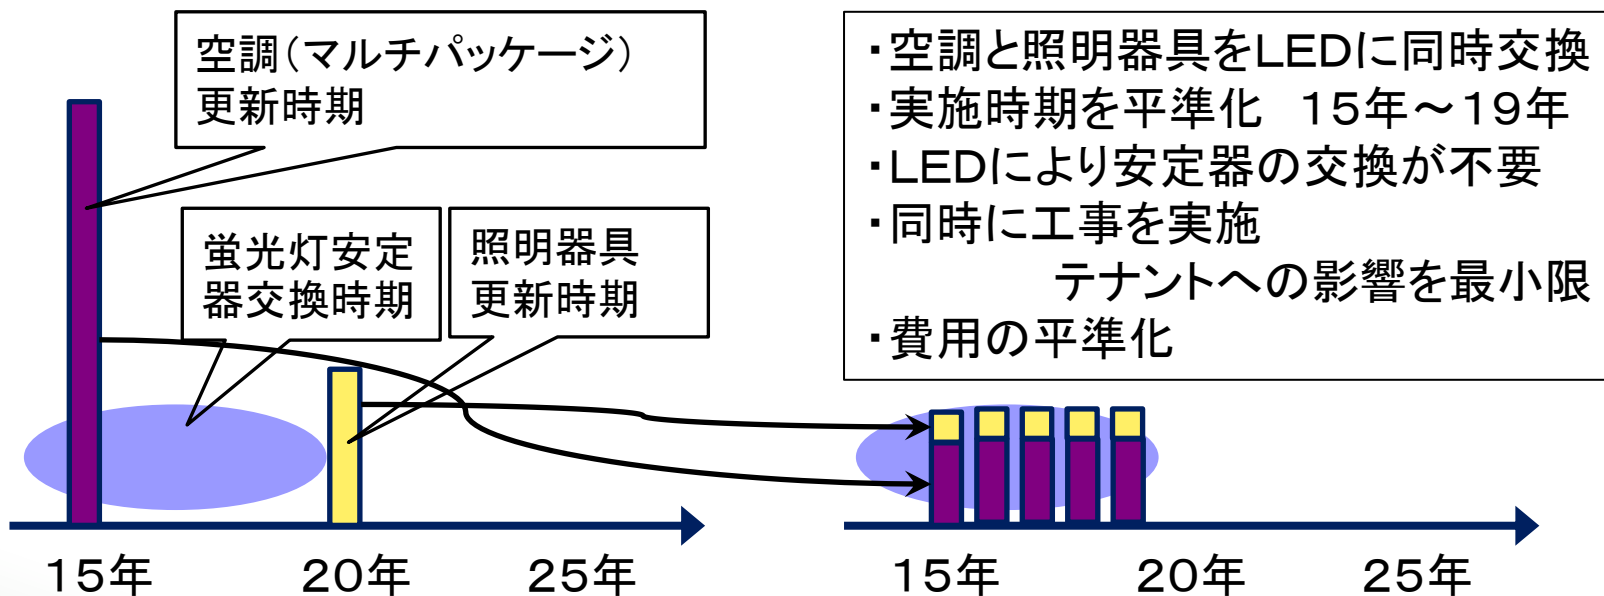 空調（マルチパッケージ）
更新時期
蛍光灯安定
器交換時期
照明器具
更新時期
15年
20年
25年
・空調と照明器具をLEDに同時交換
・実施時期を平準化　15年～19年
・LEDにより安定器の交換が不要
・同時に工事を実施
テナントへの影響を最小限
・費用の平準化
15年
20年
25年